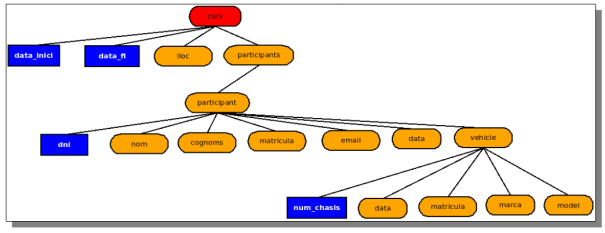 curs
data_inici
data_fi
lloc
participants
participant
dni
nom
cognoms
matricula
email
data
vehicle
num_chasis
data
matricula
marca
model